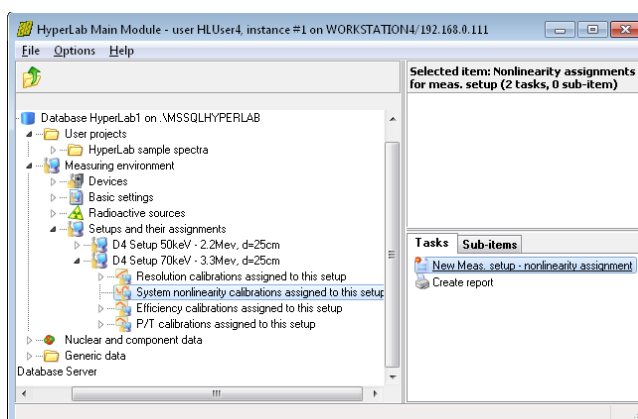 HyperLab Main Module - user HLUser4, instance #1 on WORKSTATION4/192.168.0.111
File Options Help
Database HyperLab1 on .\MSSQLHYPERLAB
User projects
HyperLab sample spectra
Measuring environment
Devices
Basic settings
Radioactive sources
Setups and their assignments
D4 Setup 50keV - 2.2Mev, d=25cm
D4 Setup 70keV - 3.3Mev, d=25cm
Resolution calibrations assigned to this setup
System nonlinearity calibrations assigned to this setup
Efficiency calibrations assigned to this setup
P/T calibrations assigned to this setup
Nuclear and component data
Generic data
Database Server
Selected item: Nonlinearity assignments
for meas. setup (2 tasks, 0 sub-item)
Tasks Sub-items
New Meas. setup - nonlinearity assignment
Create report